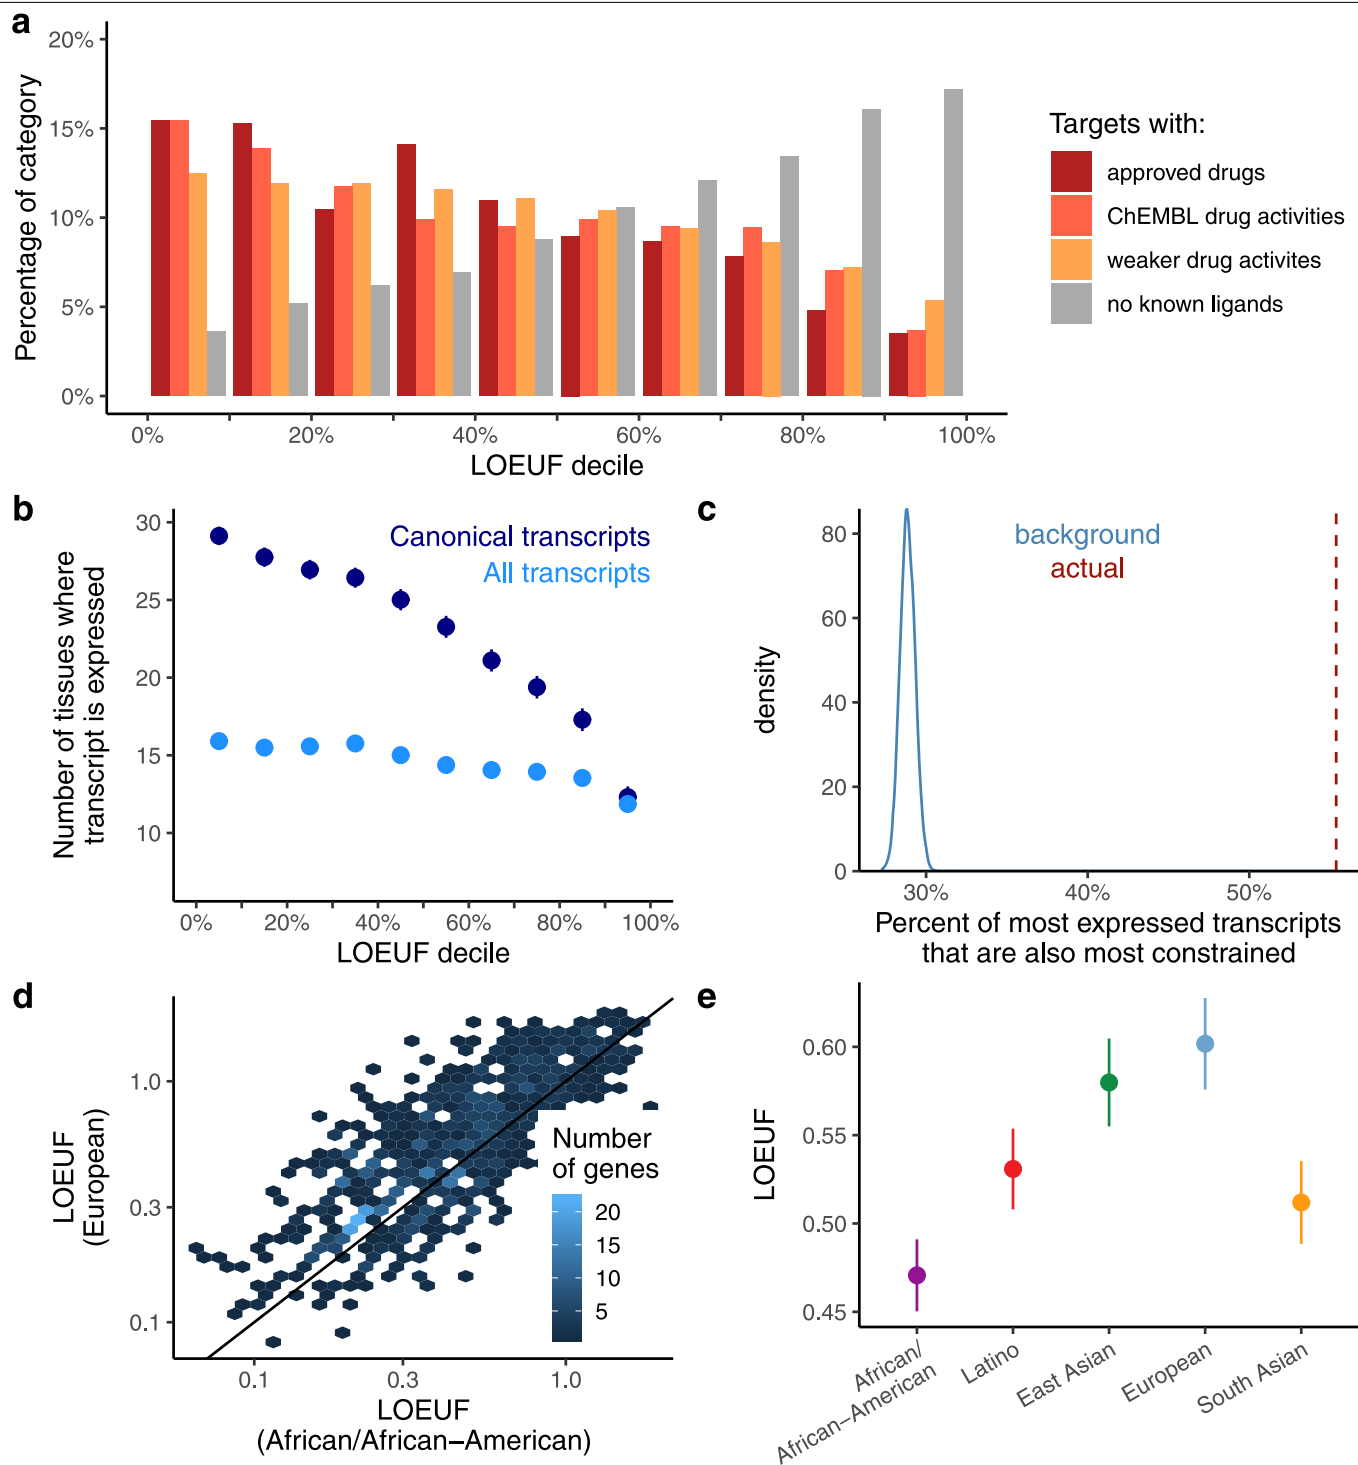 a
Percentage of category
20%
15%
10%
5%
0%
0%
20%
40%
60%
80%
100%
LOEUF decile
Targets with:
approved drugs
ChEMBL drug activities
weaker drug activites
no known ligands
b
Number of tissues where
transcript is expressed
30
25
20
15
10
Canonical transcripts
All transcripts
0%
20%
40%
60%
80%
100%
LOEUF decile
c
density
80
60
40
20
0
background
actual
30%
40%
50%
Percent of most expressed transcripts
that are also most constrained
d
LOEUF
(European)
1.0
0.3
0.1
Number
of genes
20
15
10
5
0.1
0.3
1.0
LOEUF
(African/African–American)
e
LOEUF
0.60
0.55
0.50
0.45
African/
African–American
Latino
East Asian
European
South Asian